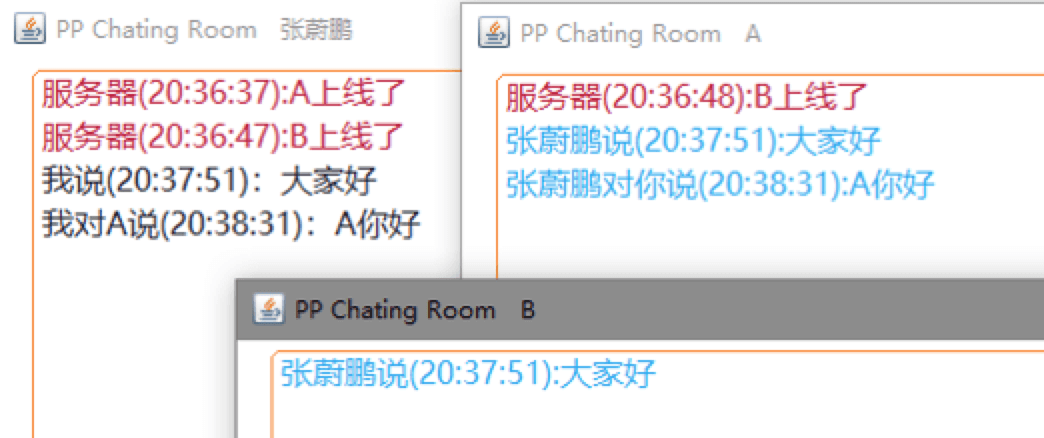 PP Chating Room 张蔚鹏
服务器(20:36:37):A上线了
服务器(20:36:47):B上线了
我说(20:37:51)：大家好
我对A说(20:38:31)：A你好
PP Chating Room A
服务器(20:36:48):B上线了
张蔚鹏说(20:37:51):大家好
张蔚鹏对你说(20:38:31):A你好
PP Chating Room B
张蔚鹏说(20:37:51):大家好